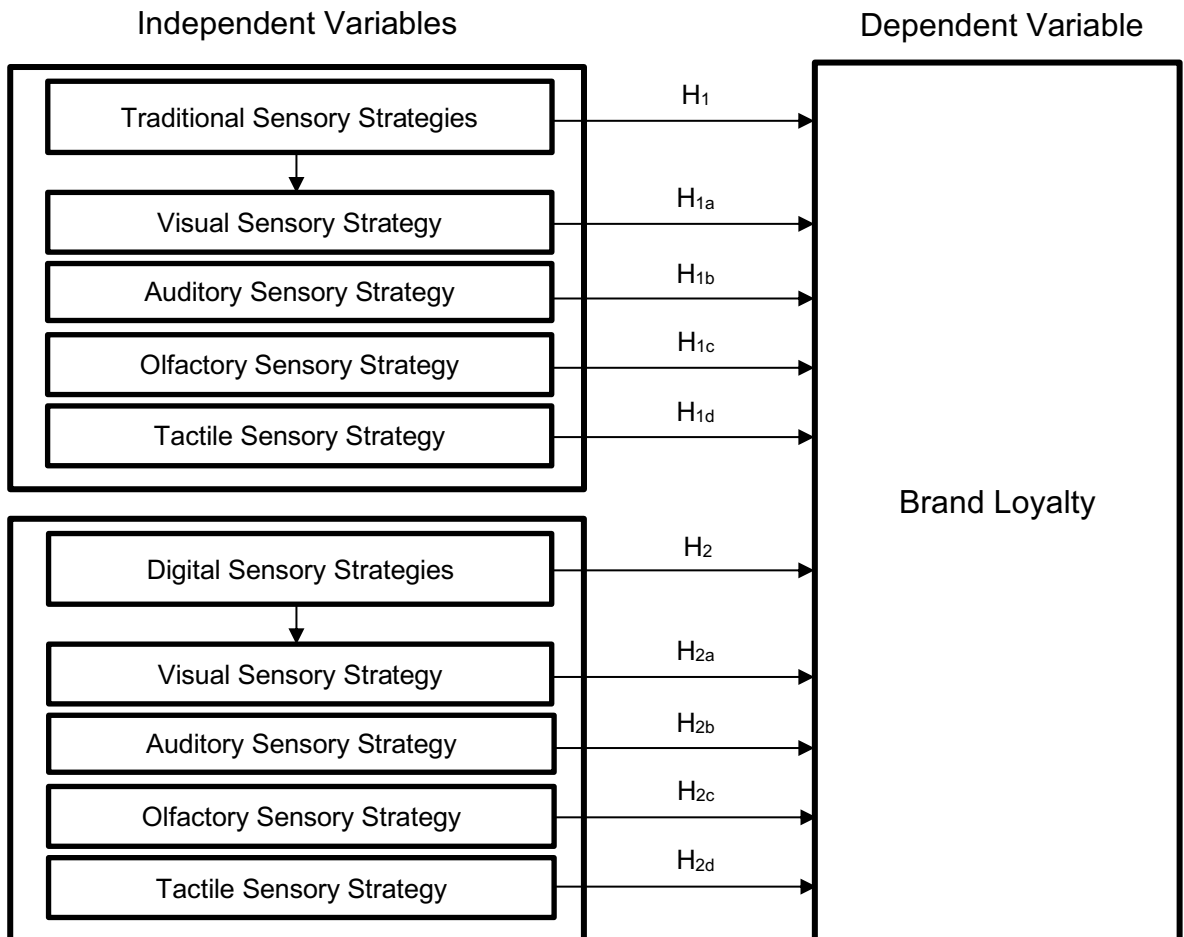 Independent Variables
Dependent Variable
Traditional Sensory Strategies
H₁
Visual Sensory Strategy
H₁ₐ
Auditory Sensory Strategy
H1b
Olfactory Sensory Strategy
H1c
Tactile Sensory Strategy
H1d
Brand Loyalty
Digital Sensory Strategies
H₂
Visual Sensory Strategy
H₂ₐ
Auditory Sensory Strategy
H2b
Olfactory Sensory Strategy
H2c
Tactile Sensory Strategy
H2d